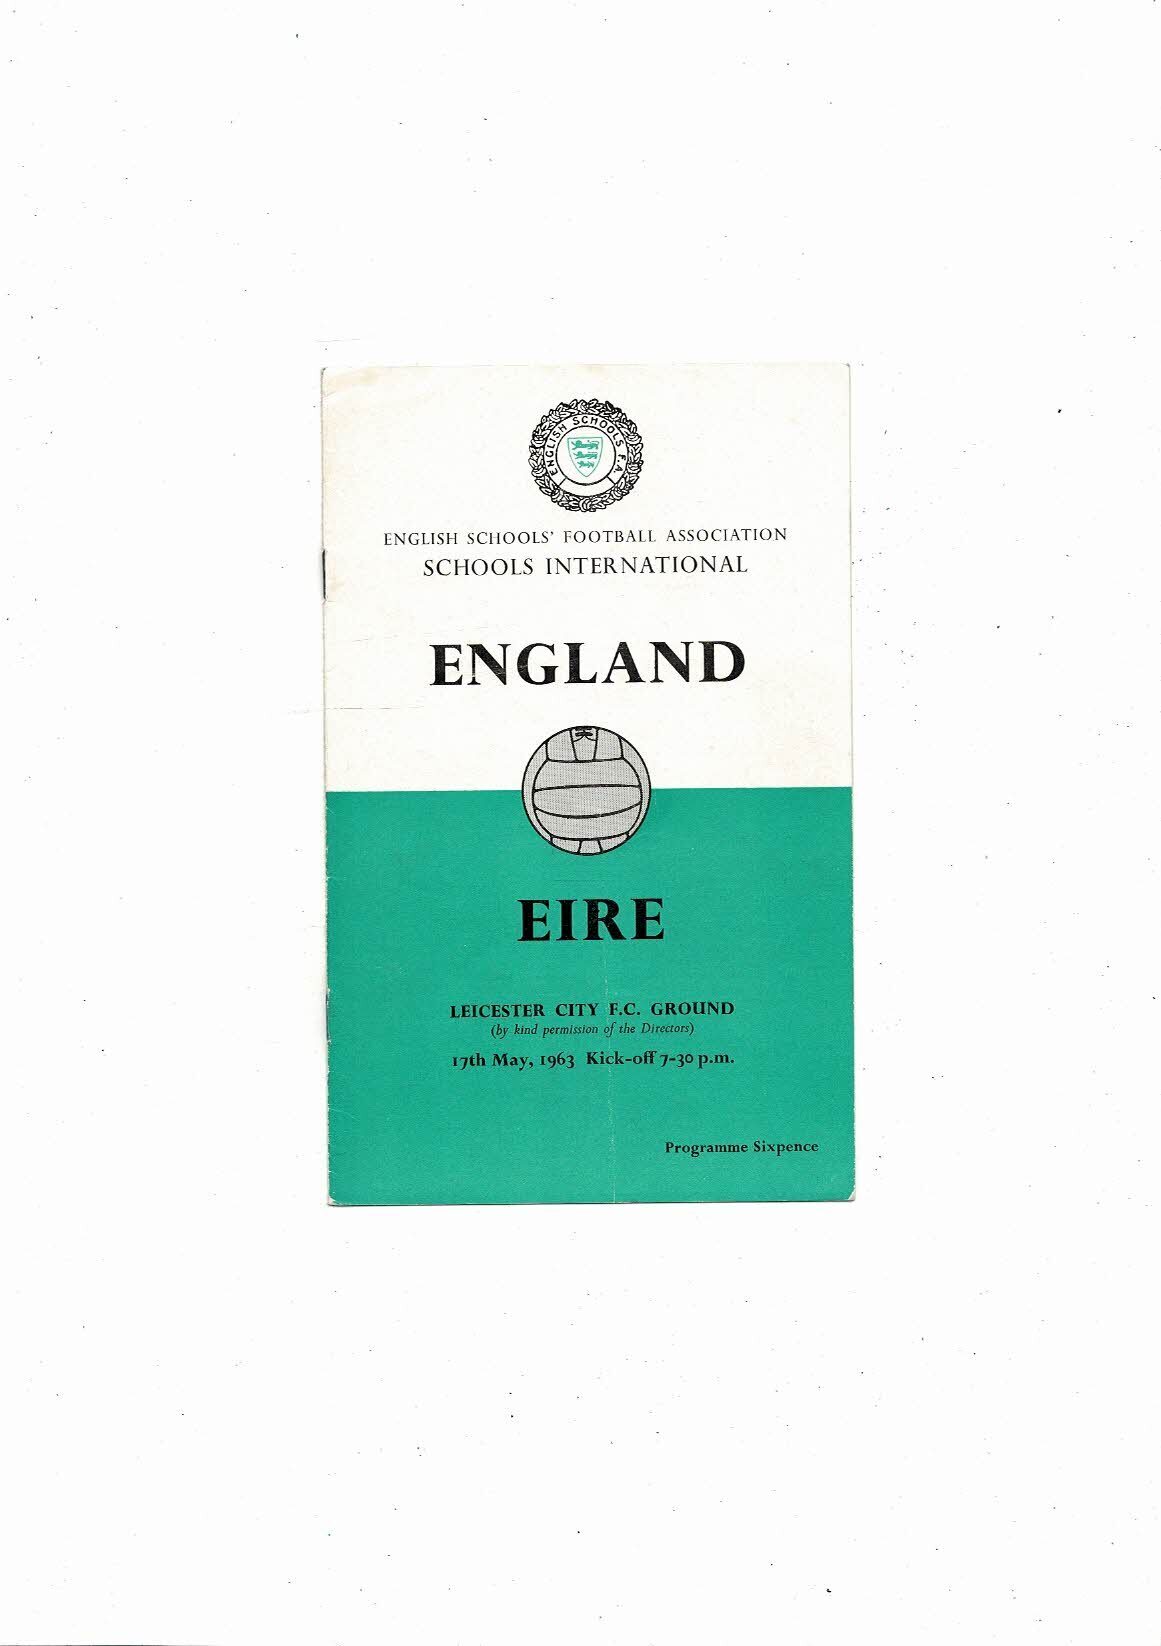 ENGLISH SCHOOLS F.A.
ENGLISH SCHOOLS' FOOTBALL ASSOCIATION
SCHOOLS INTERNATIONAL
ENGLAND
EIRE
LEICESTER CITY F.C. GROUND
(by kind permission of the Directors)
17th May, 1963 Kick-off 7-30 p.m.
Programme Sixpence